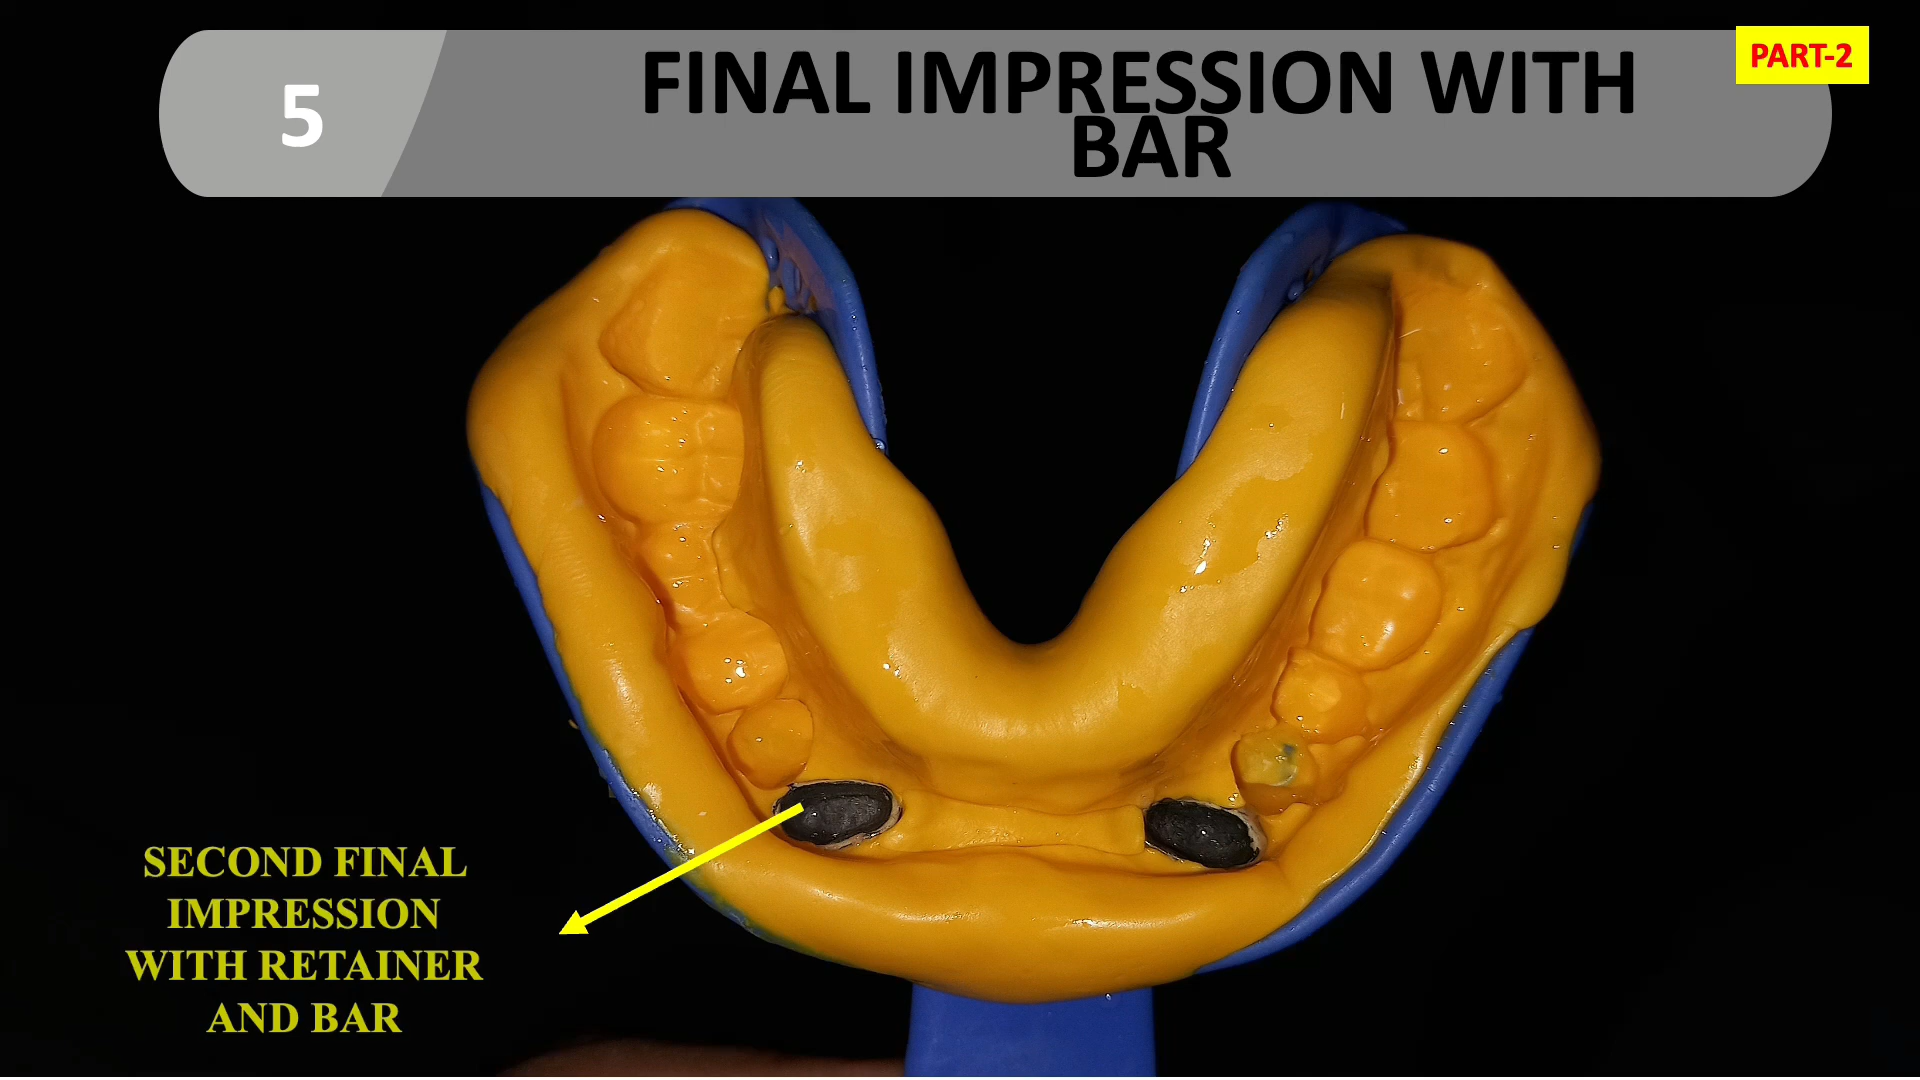 5
FINAL IMPRESSION WITH
BAR
PART-2
SECOND FINAL
IMPRESSION
WITH RETAINER
AND BAR